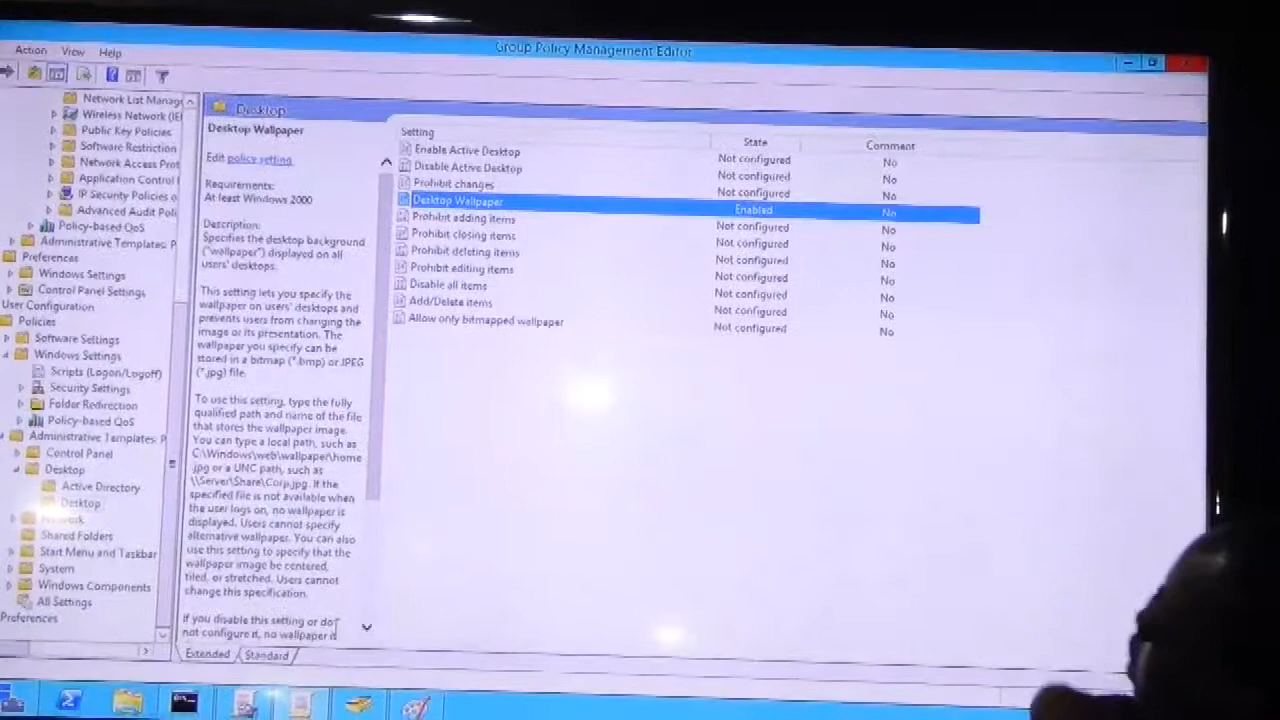 Group Policy Management Editor
Action View Help
Network List Manag
Wireless Network (IE
Public Key Policies
Software Restriction
Network Access Prot
Application Control
IP Security Policies o
Advanced Audit Poli
Policy-based QoS
Administrative Templates: P
Preferences
Windows Settings
Control Panel Settings
User Configuration
Policies
Software Settings
Windows Settings
Scripts (Logon/Logoff)
Security Settings
Folder Redirection
Policy-based QoS
Administrative Templates: P
Control Panel
Desktop
Active Directory
Desktop
Network
Shared Folders
Start Menu and Taskbar
System
Windows Components
All Settings
Preferences
Desktop
Desktop Wallpaper
Edit policy setting
Requirements:
At least Windows 2000
Description:
Specifies the desktop background
("wallpaper") displayed on all
users' desktops.
This setting lets you specify the
wallpaper on users' desktops and
prevents users from changing the
image or its presentation. The
wallpaper you specify can be
stored in a bitmap (*.bmp) or JPEG
(*.jpg) file.
To use this setting, type the fully
qualified path and name of the file
that stores the wallpaper image.
You can type a local path, such as
C:\Windows\web\wallpaper\home
.jpg or a UNC path, such as
\\Server\Share\Corp.jpg. If the
specified file is not available when
the user logs on, no wallpaper is
displayed. Users cannot specify
alternative wallpaper. You can also
use this setting to specify that the
wallpaper image be centered,
tiled, or stretched. Users cannot
change this specification.
If you disable this setting or do
not configure it, no wallpaper is
Extended Standard
Setting State Comment
Enable Active Desktop Not configured No
Disable Active Desktop Not configured No
Prohibit changes Not configured No
Desktop Wallpaper Enabled No
Prohibit adding items Not configured No
Prohibit closing items Not configured No
Prohibit deleting items Not configured No
Prohibit editing items Not configured No
Disable all items Not configured No
Add/Delete items Not configured No
Allow only bitmapped wallpaper Not configured No